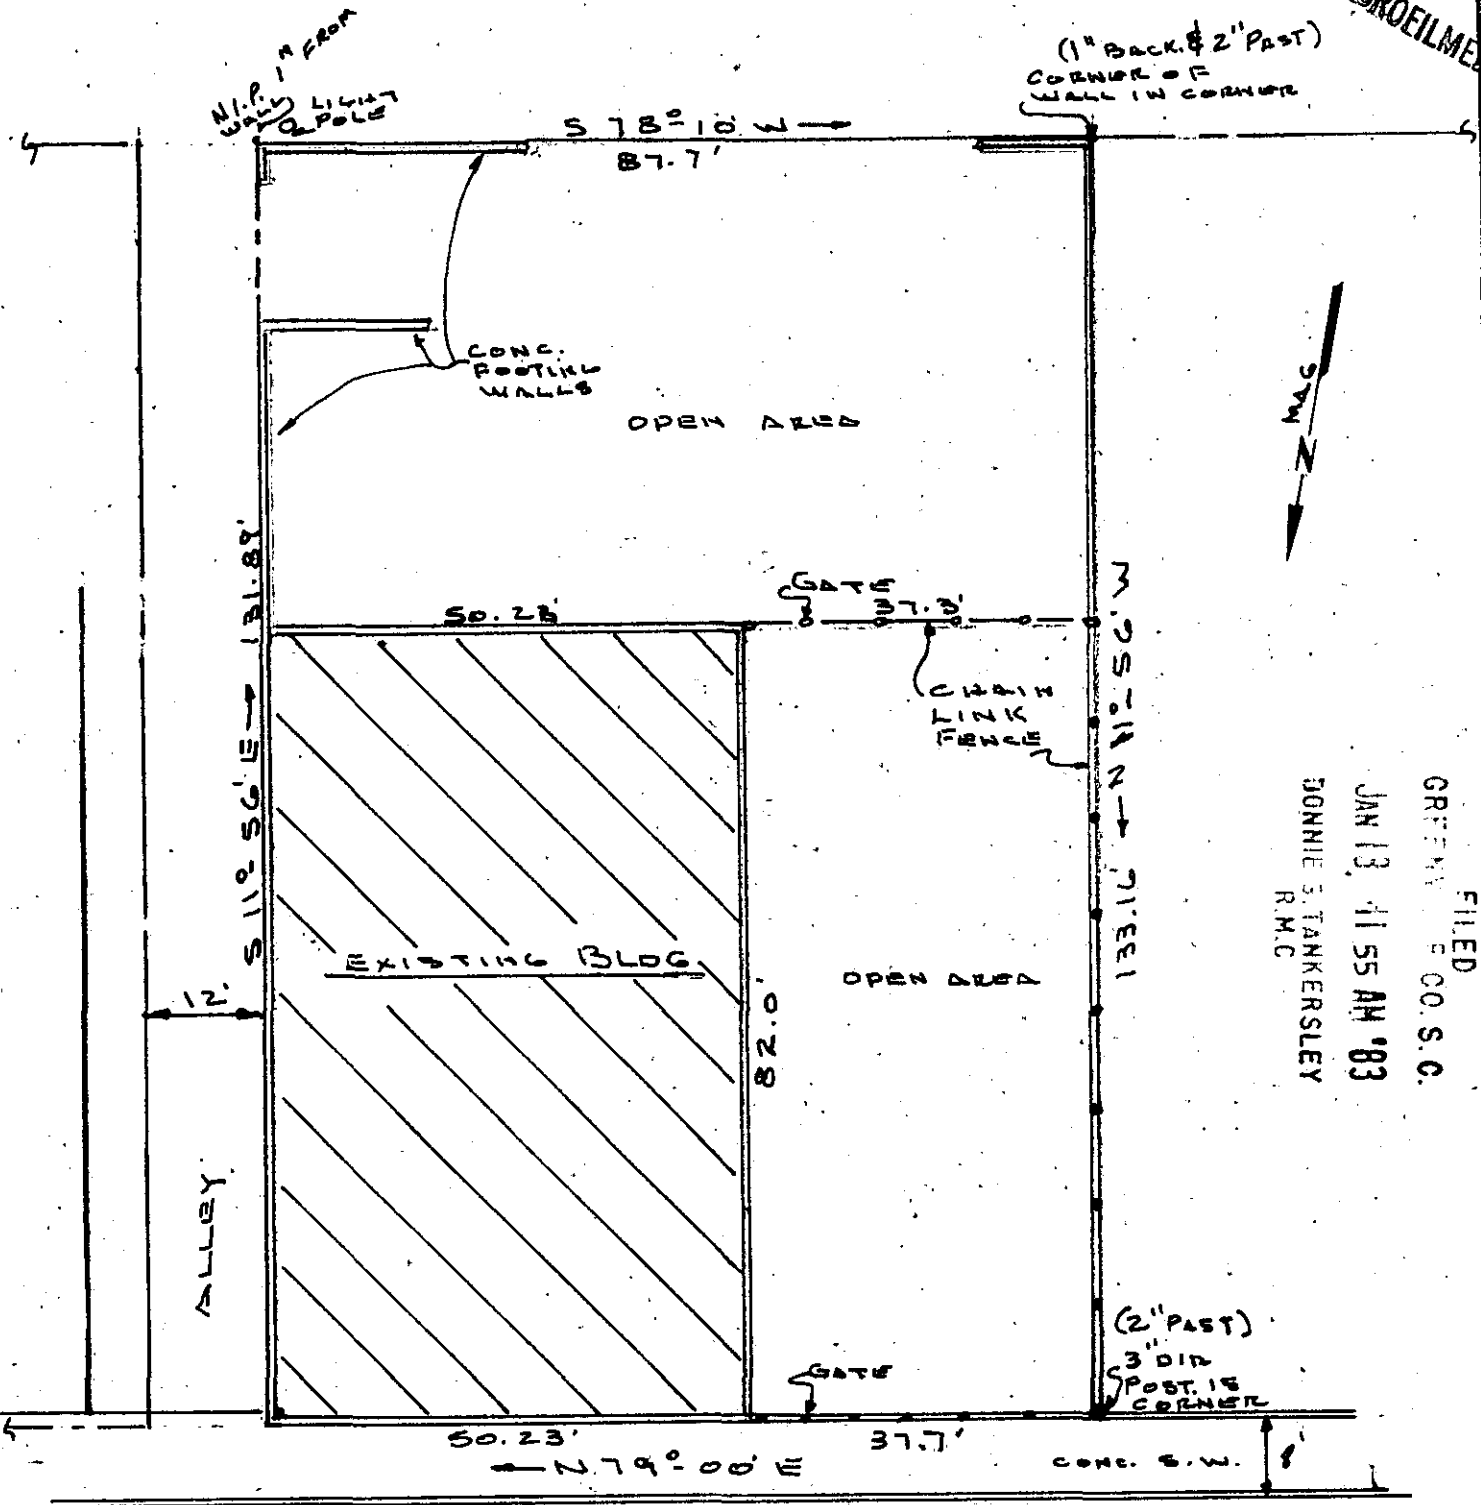 N.I.P. 1" FROM
WALL
LIGHT
POLE
S 78°-10' W
87.7'
(1" BACK & 2" PAST)
CORNER OF
WALL IN CORNER
CONC.
FOOTING
WALLS
OPEN AREA
MAG
N
S 11°-56' E 131.89'
50.23'
GATE
37.3'
CHAIN
LINK
FENCE
N 11°-56' W
133.16'
EXISTING BLDG.
82.0'
OPEN AREA
12'
ALLEY
FILED
CO. S. C.
JAN 13 11 55 AM '83
DONNIE S. TANKERSLEY
R.M.C
(2" PAST)
3" DIA
POST. IS
CORNER
GATE
50.23'
37.7'
N. 79°-00' E
CONC. S.W.